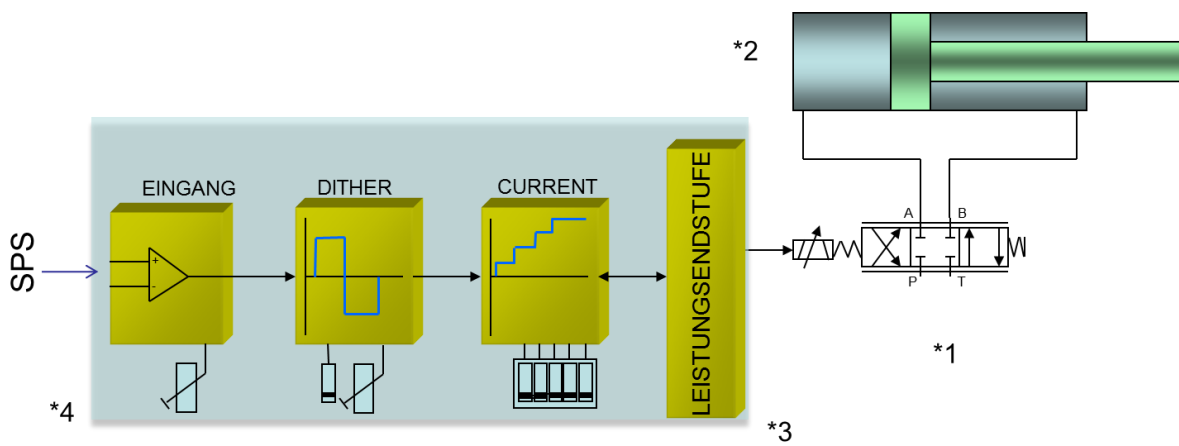 *2
SPS
EINGANG
DITHER
CURRENT
LEISTUNGSENDSTUFE
+
-
A B
P T
*1
*4
*3